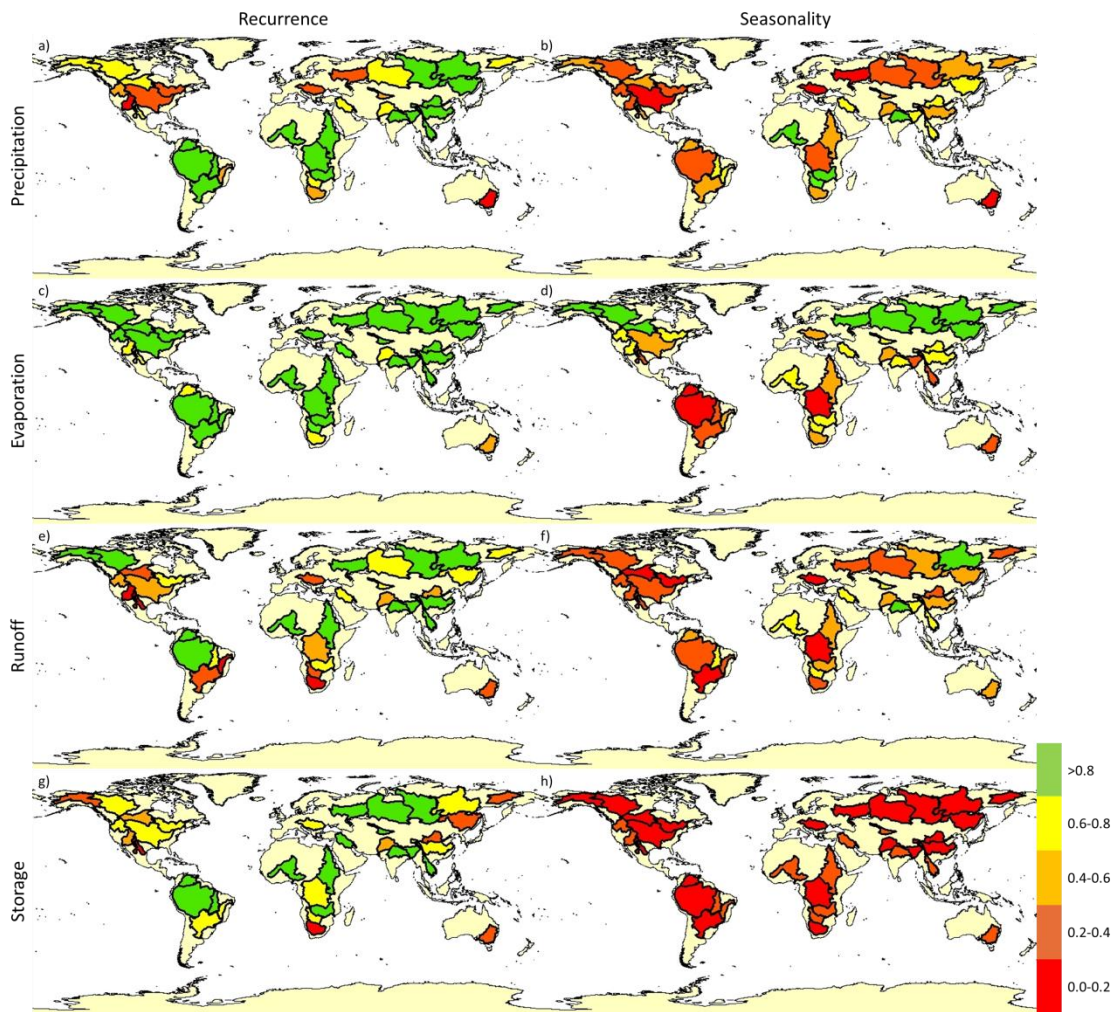 Recurrence
Seasonality
Precipitation
a)
b)
Evaporation
c)
d)
Runoff
e)
f)
Storage
g)
h)
>0.8
0.6-0.8
0.4-0.6
0.2-0.4
0.0-0.2